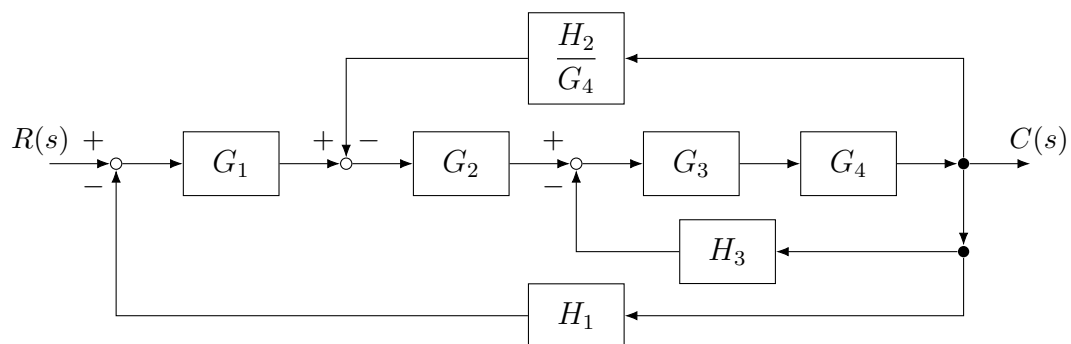 H₂
G₄
R(s) + + − + C(s)
G₁ G₂ G₃ G₄
− −
H₃
H₁